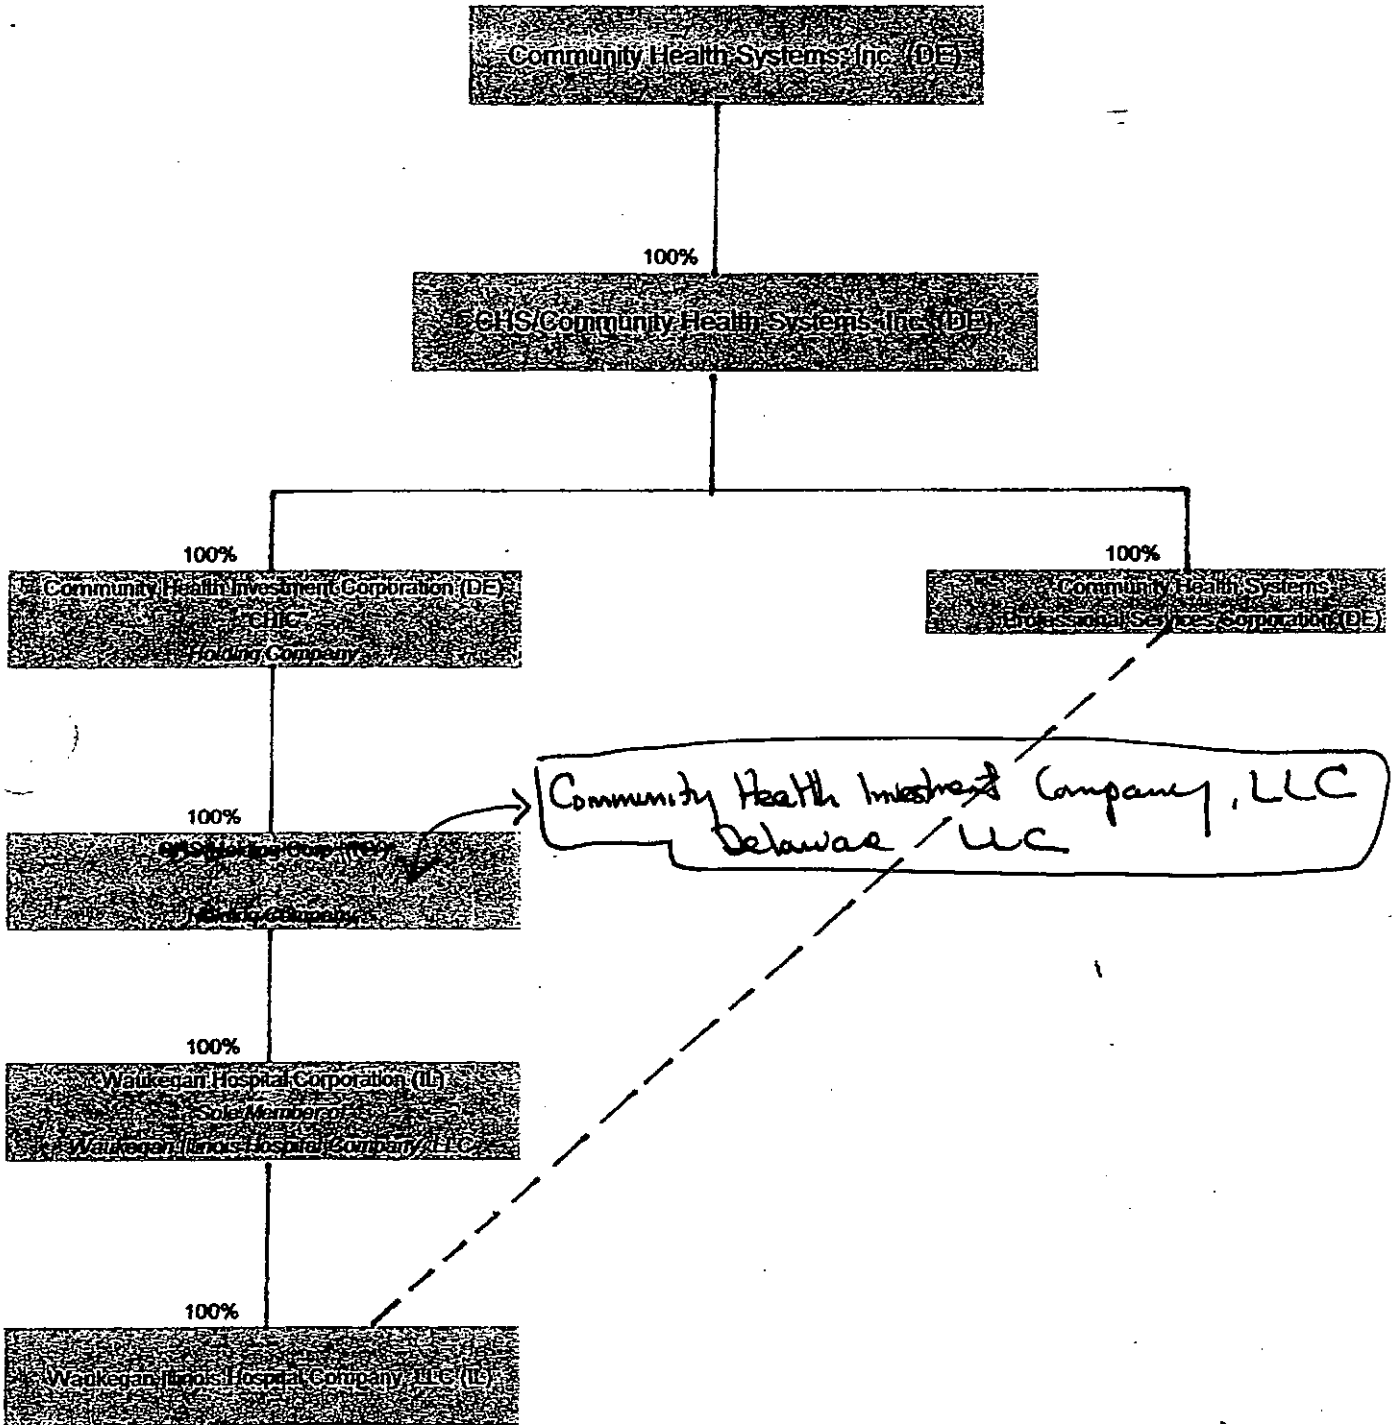 Community Health Systems, Inc. (DE)
100%
CHS/Community Health Systems, Inc. (DE)
100%
100%
Community Health Investment Corporation (DE)
CHIC
Holding Company
Community Health Systems
Professional Services Corporation (DE)
Community Health Investment Company, LLC
Delaware LLC
100%
Holding Company
100%
Waukegan Hospital Corporation (IL)
Sole Member of
Waukegan Illinois Hospital Company, LLC
100%
Waukegan Illinois Hospital Company, LLC (IL)